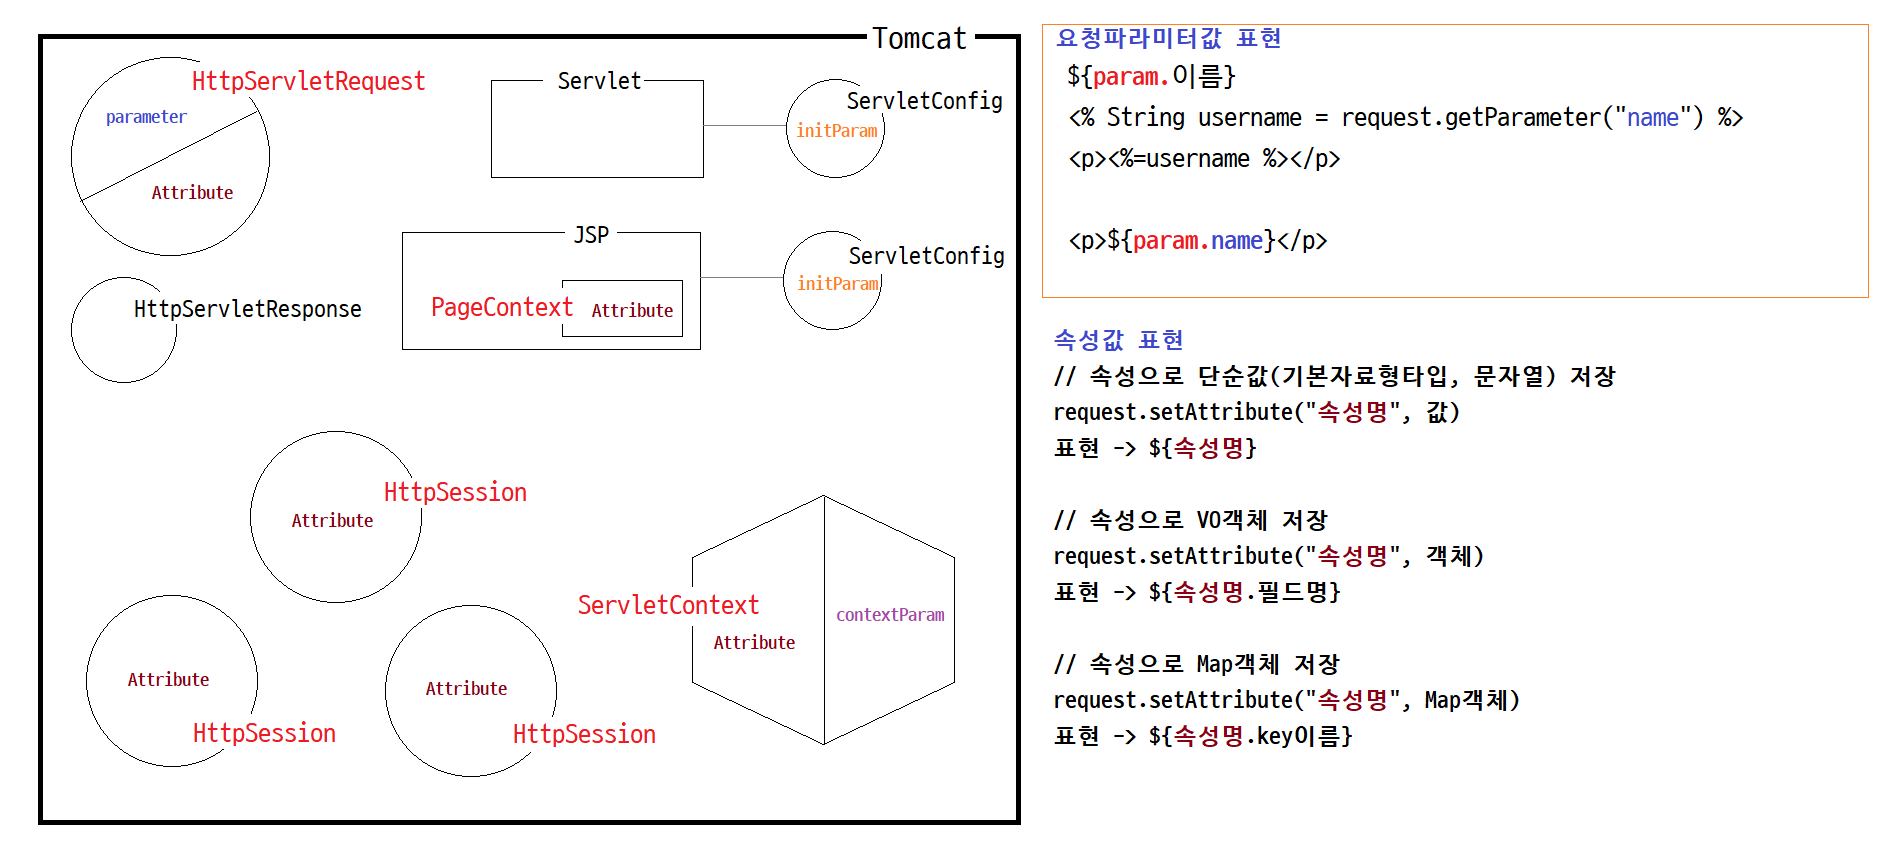 Tomcat
HttpServletRequest
parameter
Attribute
Servlet
ServletConfig
initParam
JSP
ServletConfig
initParam
PageContext
Attribute
HttpServletResponse
HttpSession
Attribute
Attribute
HttpSession
Attribute
HttpSession
ServletContext
Attribute
contextParam
요청파라미터값 표현
${param.이름}
<% String username = request.getParameter("name") %>
<p><%=username %></p>
<p>${param.name}</p>
속성값 표현
// 속성으로 단순값(기본자료형타입, 문자열) 저장
request.setAttribute("속성명", 값)
표현 -> ${속성명}
// 속성으로 VO객체 저장
request.setAttribute("속성명", 객체)
표현 -> ${속성명.필드명}
// 속성으로 Map객체 저장
request.setAttribute("속성명", Map객체)
표현 -> ${속성명.key이름}